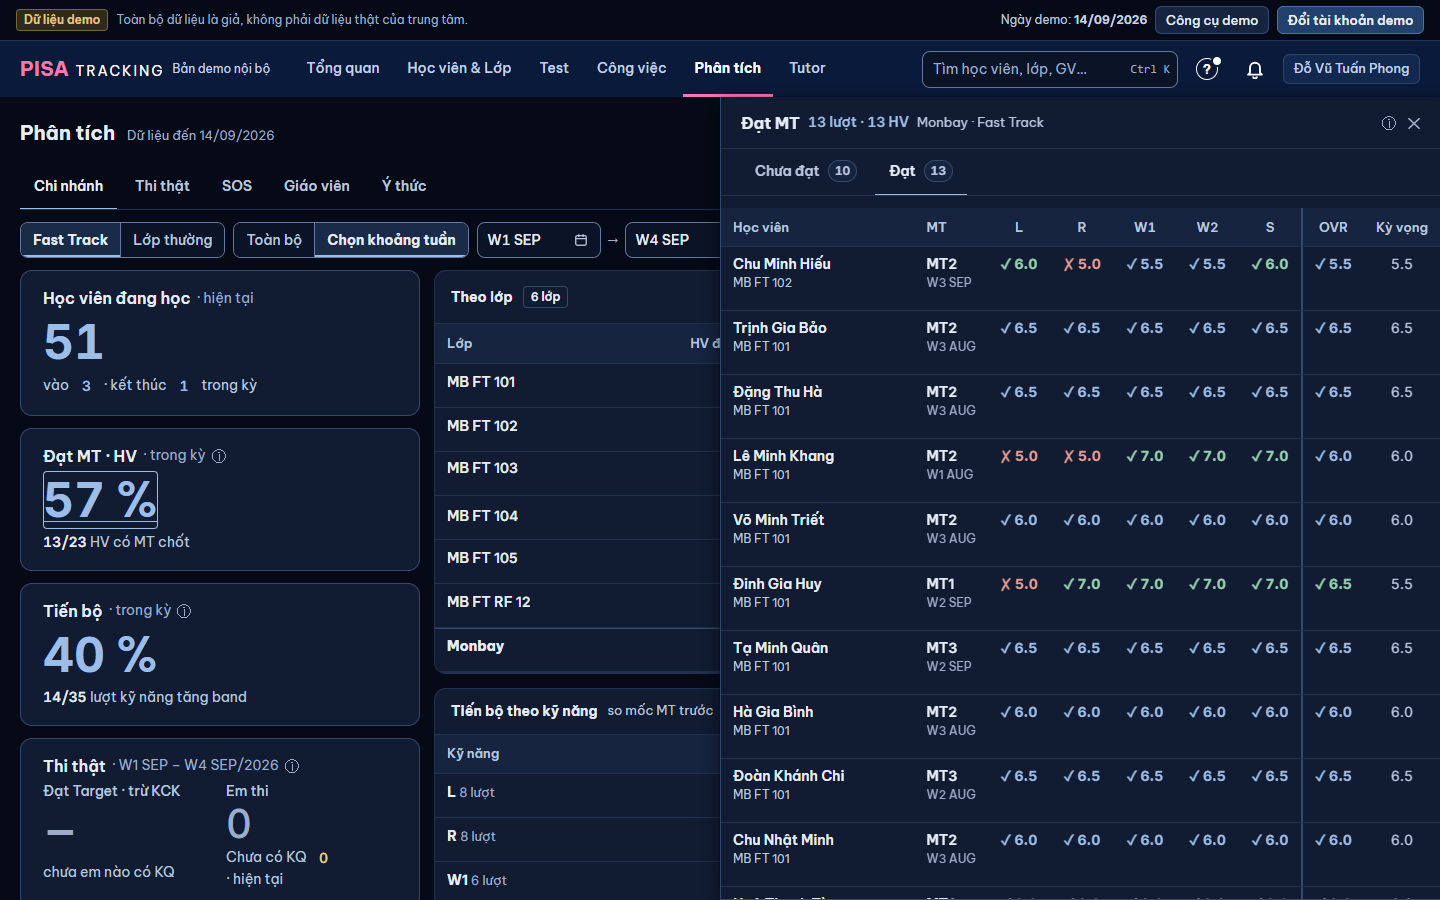 Dữ liệu demo Toàn bộ dữ liệu là giả, không phải dữ liệu thật của trung tâm. Ngày demo: 14/09/2026 Công cụ demo Đổi tài khoản demo
PISA TRACKING Bản demo nội bộ Tổng quan Học viên & Lớp Test Công việc Phân tích Tutor Tìm học viên, lớp, GV... Ctrl K ? Đỗ Vũ Tuấn Phong
Phân tích Dữ liệu đến 14/09/2026
Chi nhánh Thi thật SOS Giáo viên Ý thức
Fast Track Lớp thường Toàn bộ Chọn khoảng tuần W1 SEP → W4 SEP
Học viên đang học · hiện tại
51
vào 3 · kết thúc 1 trong kỳ
Đạt MT · HV · trong kỳ ⓘ
57 %
13/23 HV có MT chốt
Tiến bộ · trong kỳ ⓘ
40 %
14/35 lượt kỹ năng tăng band
Thi thật · W1 SEP – W4 SEP/2026 ⓘ
Đạt Target · trừ KCK Em thi
– 0
chưa em nào có KQ Chưa có KQ 0
· hiện tại
Theo lớp 6 lớp
Lớp HV đ
MB FT 101
MB FT 102
MB FT 103
MB FT 104
MB FT 105
MB FT RF 12
Monbay
Tiến bộ theo kỹ năng so mốc MT trước
Kỹ năng
L 8 lượt
R 8 lượt
W1 6 lượt
Đạt MT 13 lượt · 13 HV Monbay · Fast Track ⓘ ×
Chưa đạt 10 Đạt 13
Học viên MT L R W1 W2 S OVR Kỳ vọng
Chu Minh Hiếu MT2 ✓ 6.0 ✗ 5.0 ✓ 5.5 ✓ 5.5 ✓ 6.0 ✓ 5.5 5.5
MB FT 102 W3 SEP
Trịnh Gia Bảo MT2 ✓ 6.5 ✓ 6.5 ✓ 6.5 ✓ 6.5 ✓ 6.5 ✓ 6.5 6.5
MB FT 101 W3 AUG
Đặng Thu Hà MT2 ✓ 6.5 ✓ 6.5 ✓ 6.5 ✓ 6.5 ✓ 6.5 ✓ 6.5 6.5
MB FT 101 W3 AUG
Lê Minh Khang MT2 ✗ 5.0 ✗ 5.0 ✓ 7.0 ✓ 7.0 ✓ 7.0 ✓ 6.0 6.0
MB FT 101 W1 AUG
Võ Minh Triết MT2 ✓ 6.0 ✓ 6.0 ✓ 6.0 ✓ 6.0 ✓ 6.0 ✓ 6.0 6.0
MB FT 101 W3 AUG
Đinh Gia Huy MT1 ✗ 5.0 ✓ 7.0 ✓ 7.0 ✓ 7.0 ✓ 7.0 ✓ 6.5 5.5
MB FT 101 W2 SEP
Tạ Minh Quân MT3 ✓ 6.5 ✓ 6.5 ✓ 6.5 ✓ 6.5 ✓ 6.5 ✓ 6.5 6.5
MB FT 101 W2 SEP
Hà Gia Bình MT2 ✓ 6.0 ✓ 6.0 ✓ 6.0 ✓ 6.0 ✓ 6.0 ✓ 6.0 6.0
MB FT 101 W3 AUG
Đoàn Khánh Chi MT3 ✓ 6.5 ✓ 6.5 ✓ 6.5 ✓ 6.5 ✓ 6.5 ✓ 6.5 6.5
MB FT 101 W2 AUG
Chu Nhật Minh MT2 ✓ 6.0 ✓ 6.0 ✓ 6.0 ✓ 6.0 ✓ 6.0 ✓ 6.0 6.0
MB FT 101 W3 AUG